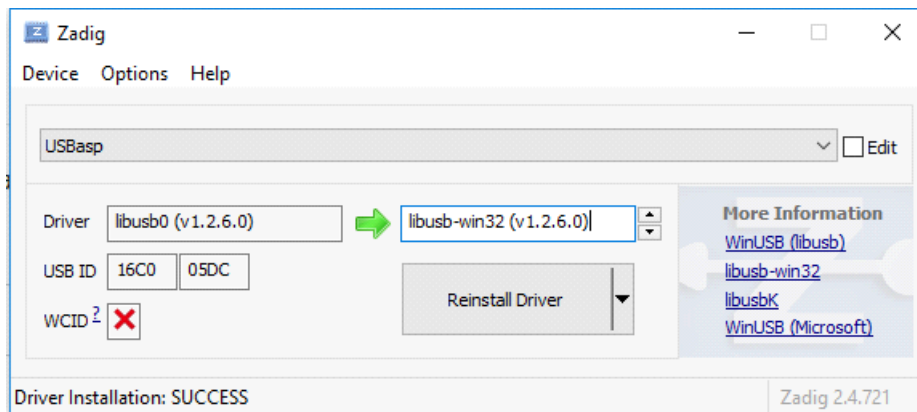 Zadig
Device Options Help
USBasp Edit
Driver libusb0 (v1.2.6.0) libusb-win32 (v1.2.6.0)
USB ID 16C0 05DC
WCID ?
Reinstall Driver
More Information
WinUSB (libusb)
libusb-win32
libusbK
WinUSB (Microsoft)
Driver Installation: SUCCESS Zadig 2.4.721